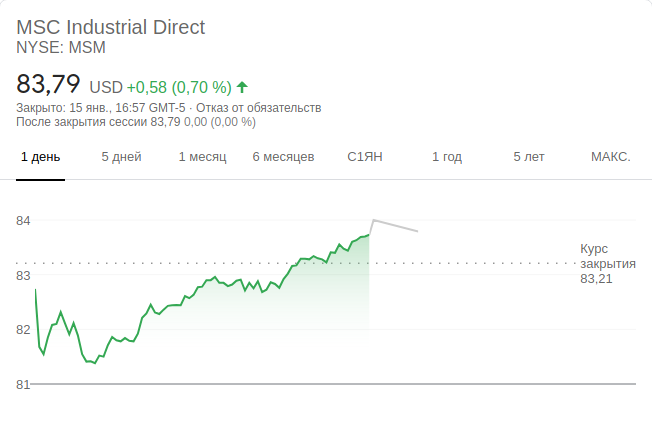 MSC Industrial Direct
NYSE: MSM
83,79 USD +0,58 (0,70 %)
Закрыто: 15 янв., 16:57 GMT-5 · Отказ от обязательств
После закрытия сессии 83,79 0,00 (0,00 %)
1 день 5 дней 1 месяц 6 месяцев С1ЯН 1 год 5 лет МАКС.
84
Курс
закрытия
83,21
83
82
81